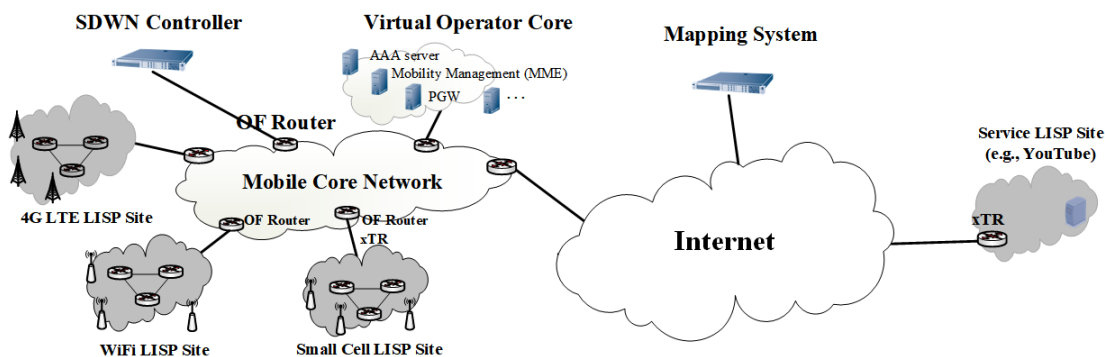 SDWN Controller
Virtual Operator Core
Mapping System
AAA server
Mobility Management (MME)
PGW
...
OF Router
Service LISP Site
(e.g., YouTube)
Mobile Core Network
4G LTE LISP Site
OF Router
OF Router
xTR
xTR
Internet
WiFi LISP Site
Small Cell LISP Site